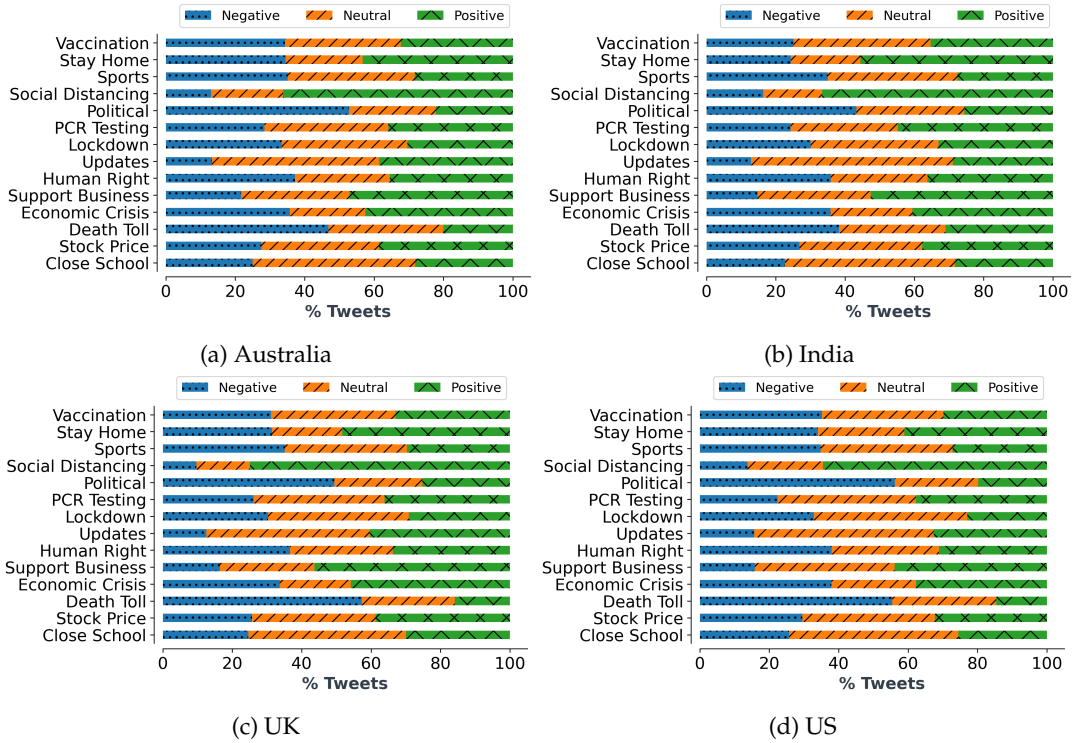 Negative Neutral Positive
Vaccination
Stay Home
Sports
Social Distancing
Political
PCR Testing
Lockdown
Updates
Human Right
Support Business
Economic Crisis
Death Toll
Stock Price
Close School
0 20 40 60 80 100
% Tweets
(a) Australia
Negative Neutral Positive
Vaccination
Stay Home
Sports
Social Distancing
Political
PCR Testing
Lockdown
Updates
Human Right
Support Business
Economic Crisis
Death Toll
Stock Price
Close School
0 20 40 60 80 100
% Tweets
(b) India
Negative Neutral Positive
Vaccination
Stay Home
Sports
Social Distancing
Political
PCR Testing
Lockdown
Updates
Human Right
Support Business
Economic Crisis
Death Toll
Stock Price
Close School
0 20 40 60 80 100
% Tweets
(c) UK
Negative Neutral Positive
Vaccination
Stay Home
Sports
Social Distancing
Political
PCR Testing
Lockdown
Updates
Human Right
Support Business
Economic Crisis
Death Toll
Stock Price
Close School
0 20 40 60 80 100
% Tweets
(d) US